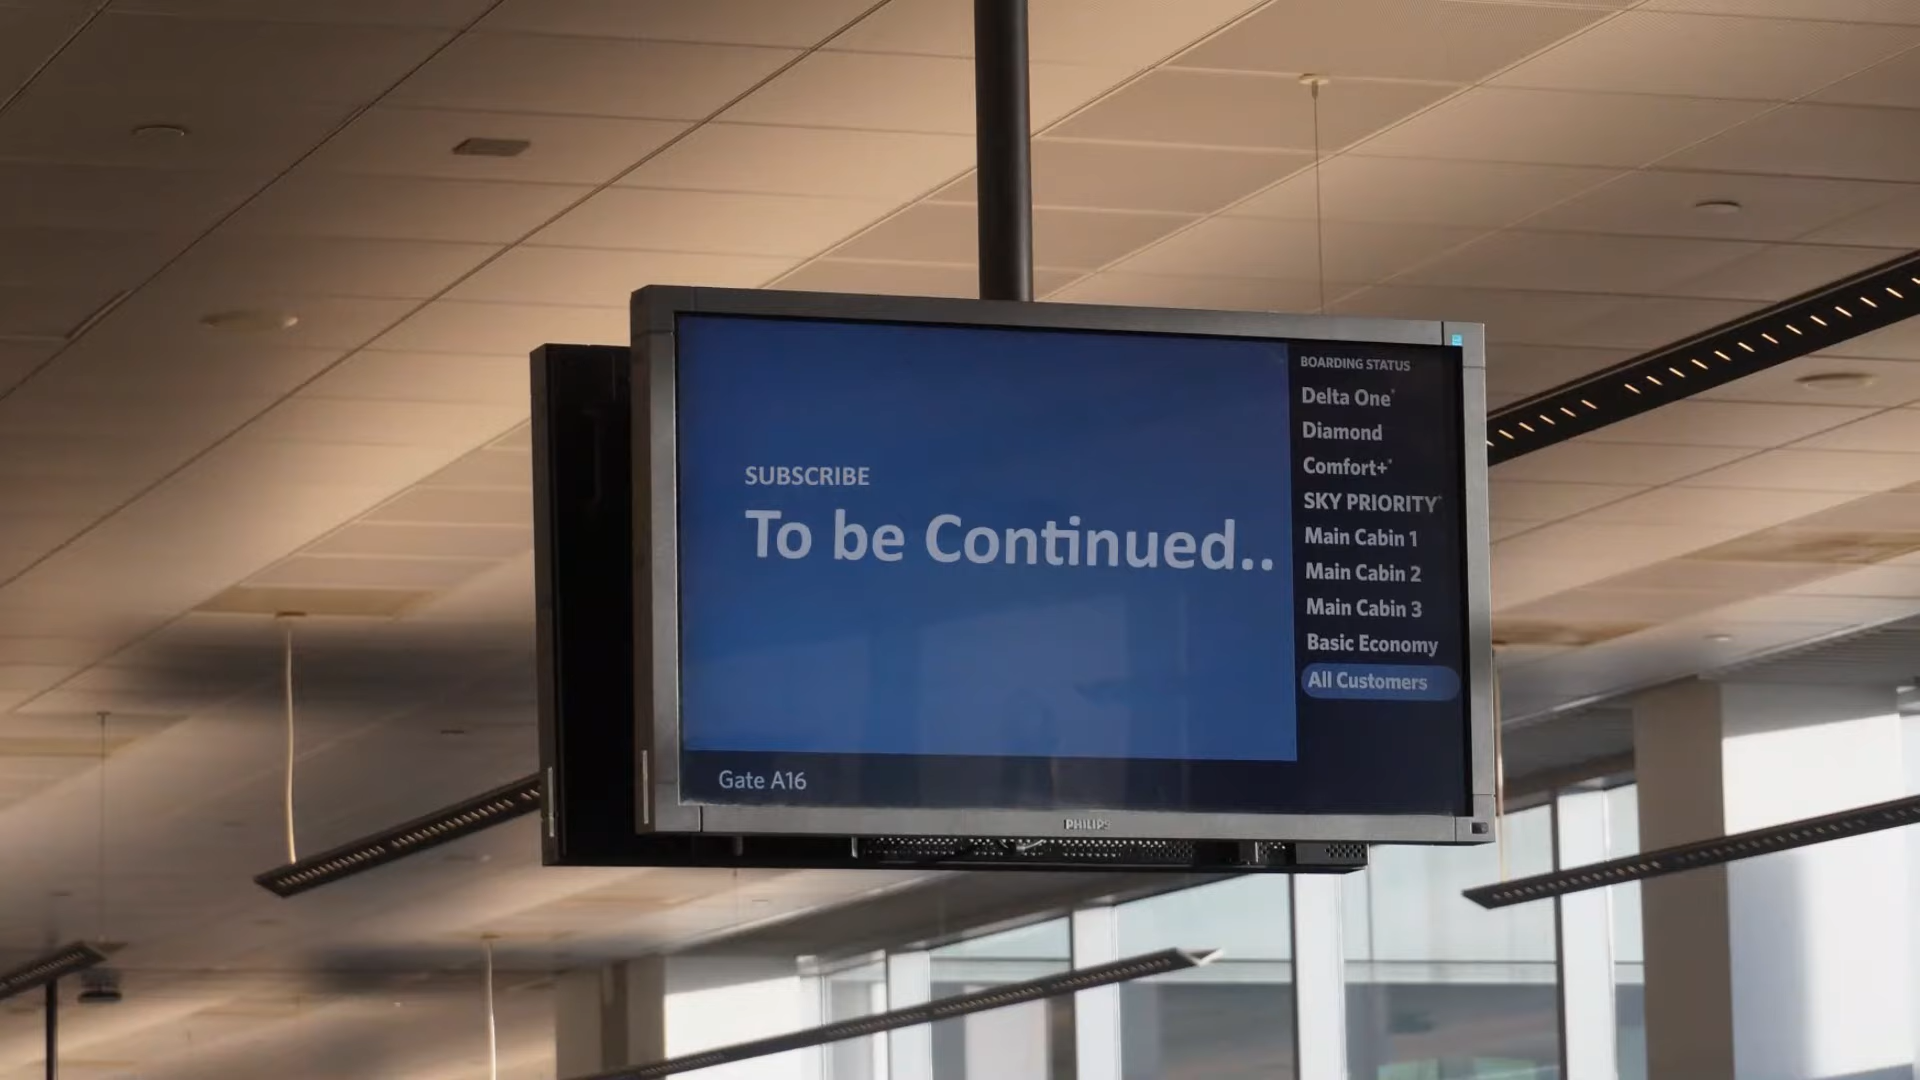 SUBSCRIBE
To be Continued..
Gate A16
BOARDING STATUS
Delta One*
Diamond
Comfort+*
SKY PRIORITY*
Main Cabin 1
Main Cabin 2
Main Cabin 3
Basic Economy
All Customers
PHILIPS